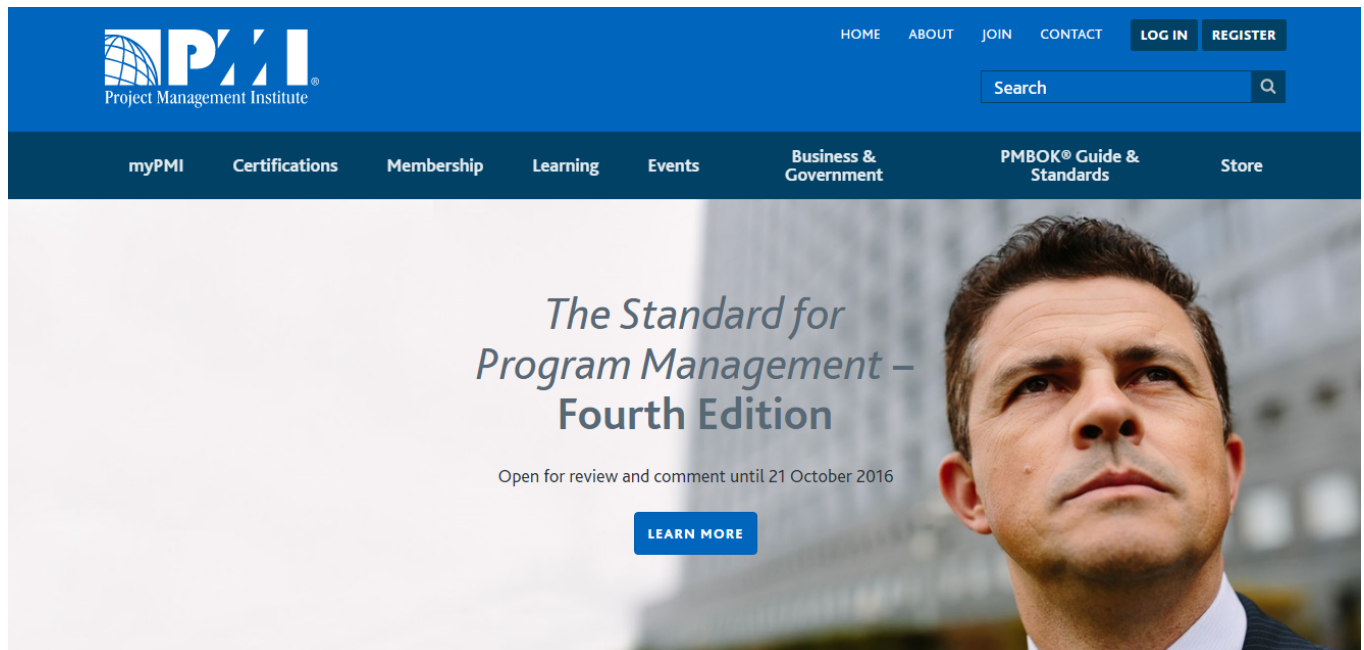 PMI®
Project Management Institute
HOME ABOUT JOIN CONTACT LOG IN REGISTER
Search
myPMI Certifications Membership Learning Events Business & Government PMBOK® Guide & Standards Store
The Standard for
Program Management –
Fourth Edition
Open for review and comment until 21 October 2016
LEARN MORE